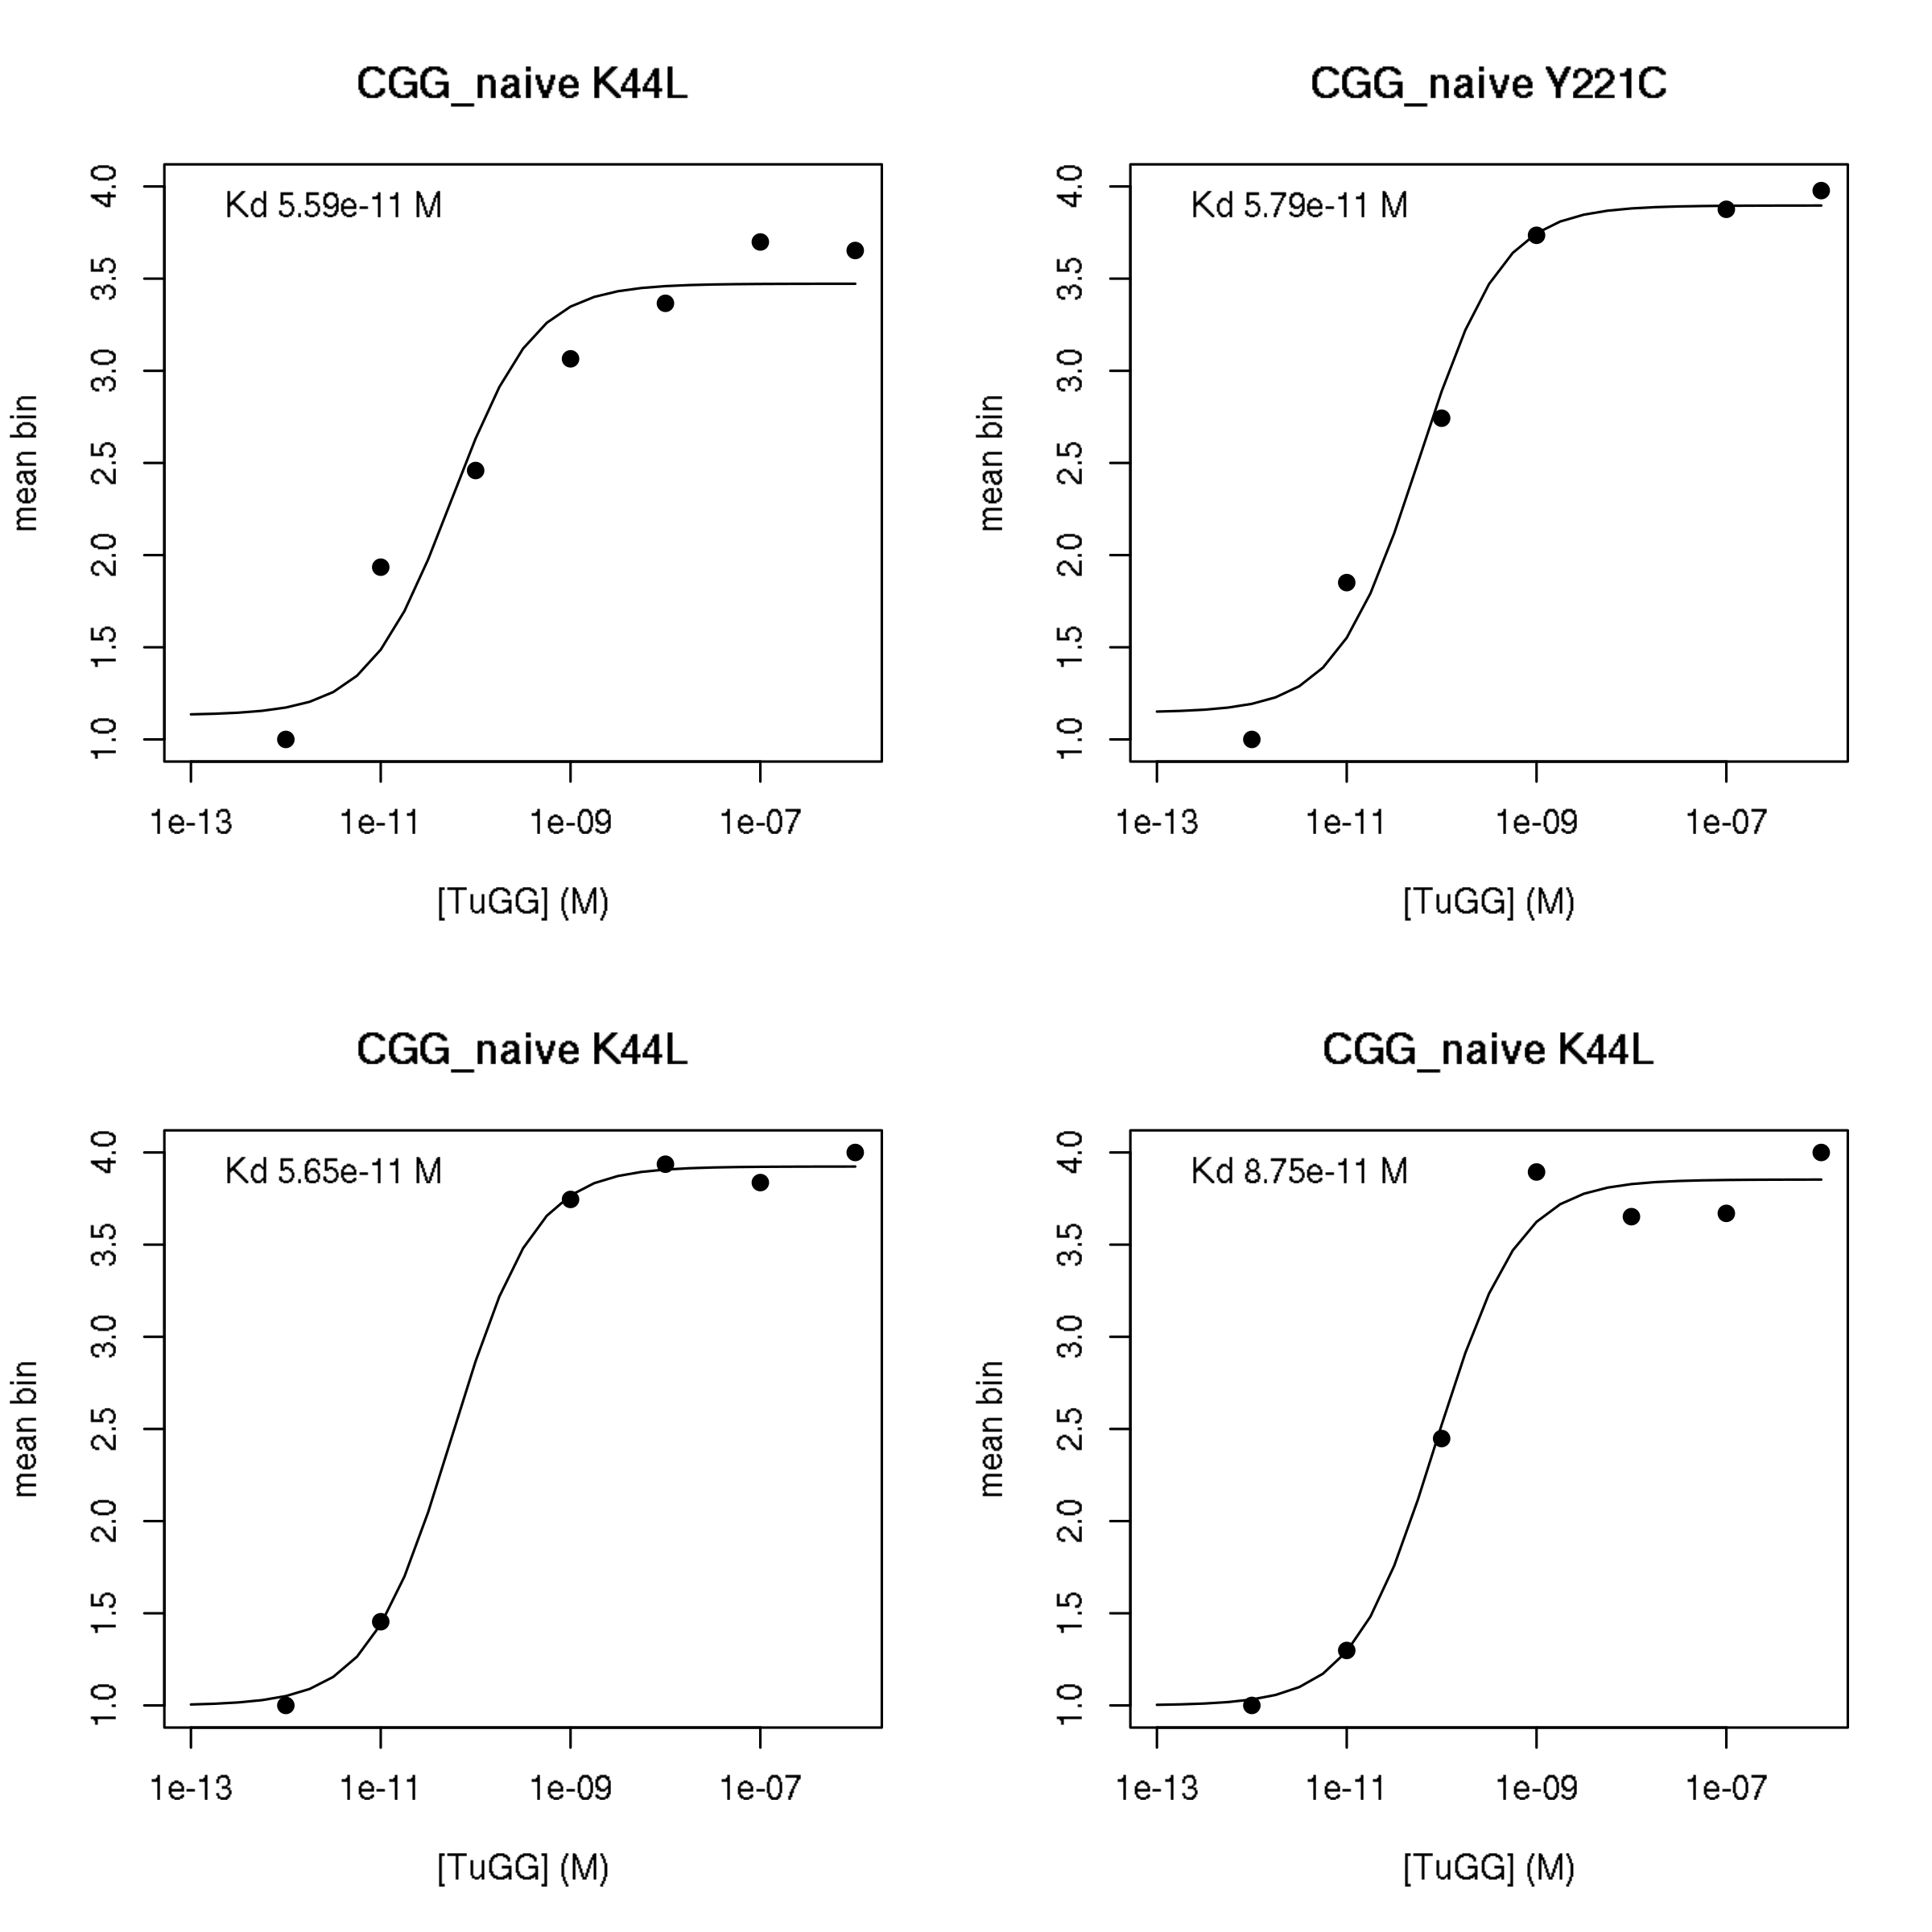 CGG_naive K44L
Kd 5.59e-11 M
mean bin
4.0
3.5
3.0
2.5
2.0
1.5
1.0
1e-13 1e-11 1e-09 1e-07
[TuGG] (M)
CGG_naive Y221C
Kd 5.79e-11 M
mean bin
4.0
3.5
3.0
2.5
2.0
1.5
1.0
1e-13 1e-11 1e-09 1e-07
[TuGG] (M)
CGG_naive K44L
Kd 5.65e-11 M
mean bin
4.0
3.5
3.0
2.5
2.0
1.5
1.0
1e-13 1e-11 1e-09 1e-07
[TuGG] (M)
CGG_naive K44L
Kd 8.75e-11 M
mean bin
4.0
3.5
3.0
2.5
2.0
1.5
1.0
1e-13 1e-11 1e-09 1e-07
[TuGG] (M)